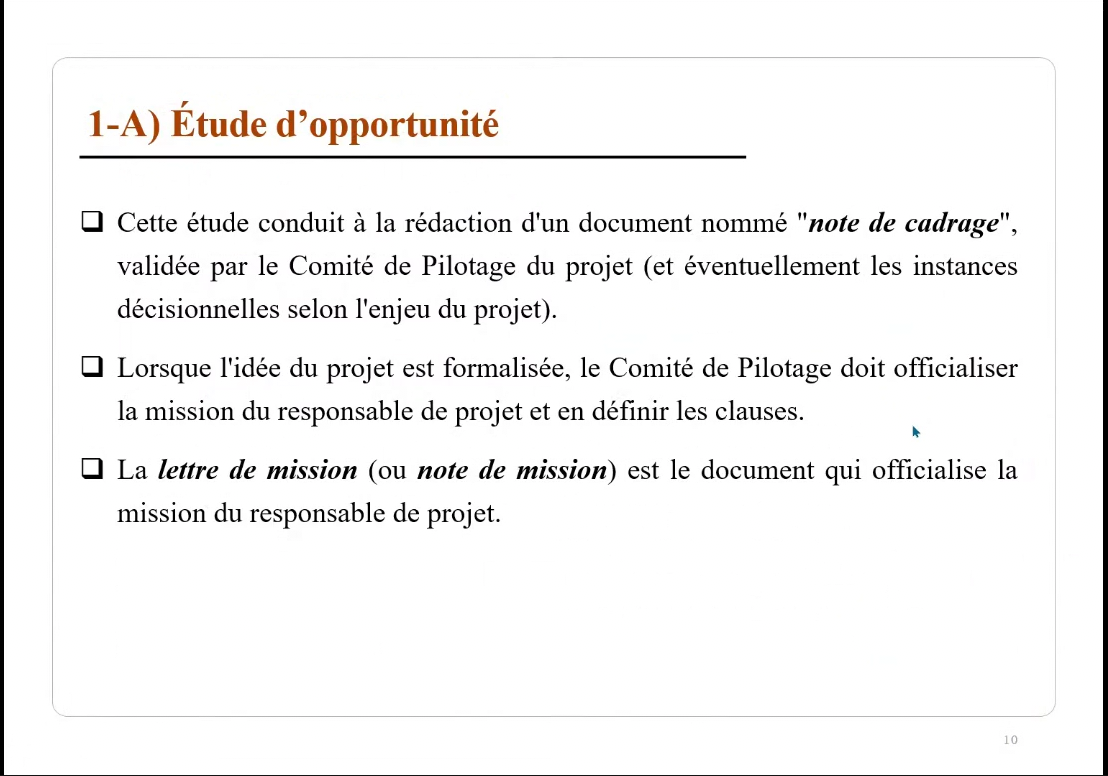 1-A) Étude d’opportunité
❑ Cette étude conduit à la rédaction d'un document nommé "note de cadrage",
validée par le Comité de Pilotage du projet (et éventuellement les instances
décisionnelles selon l'enjeu du projet).
❑ Lorsque l'idée du projet est formalisée, le Comité de Pilotage doit officialiser
la mission du responsable de projet et en définir les clauses.
❑ La lettre de mission (ou note de mission) est le document qui officialise la
mission du responsable de projet.
10